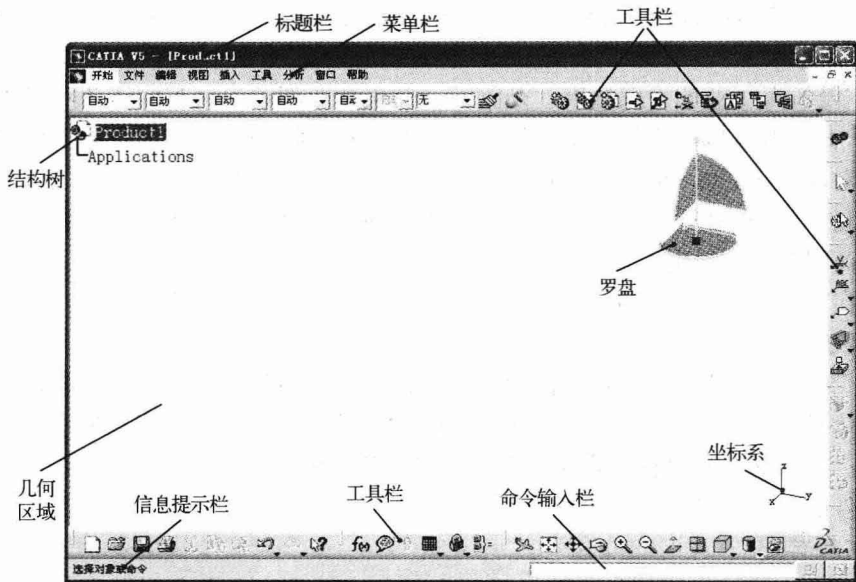 标题栏
菜单栏
工具栏
CATIA V5 - [Product1]
开始 文件 编辑 视图 插入 工具 分析 窗口 帮助
自动 自动 自动 自动 自 无
Product1
Applications
结构树
罗盘
坐标系
z
x
y
几何
区域
信息提示栏
工具栏
命令输入栏
f(x)
CATIA
选择对象或命令